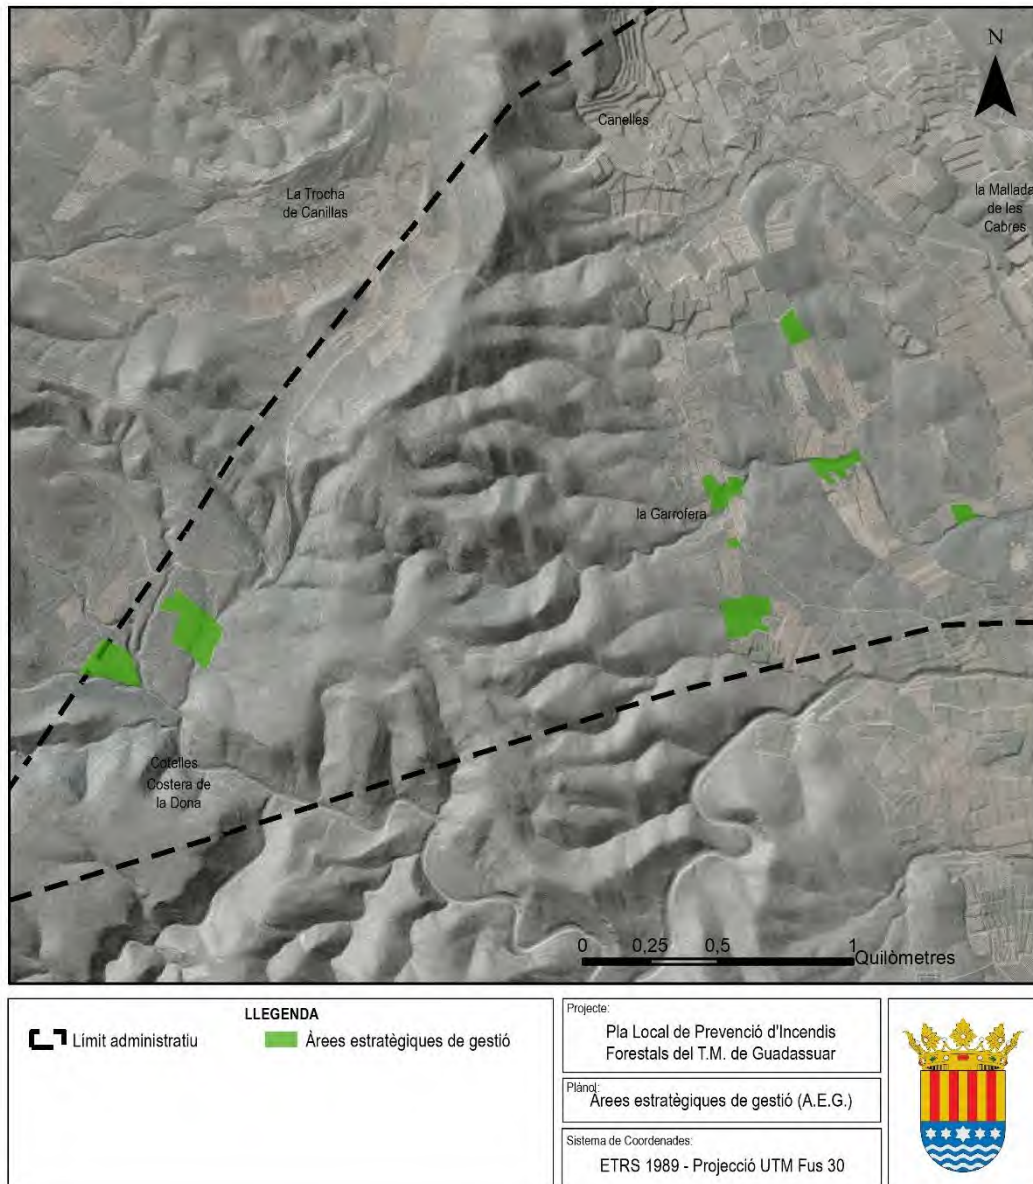 N
Canelles
La Trocha
de Canillas
la Mallada
de les
Cabres
la Garrofera
Cotelles
Costera de
la Dona
0 0,25 0,5 1
Quilòmetres
LLEGENDA
Límit administratiu
Àrees estratègiques de gestió
Projecte:
Pla Local de Prevenció d'Incendis
Forestals del T.M. de Guadassuar
Plànol:
Àrees estratègiques de gestió (A.E.G.)
Sistema de Coordenades:
ETRS 1989 - Projecció UTM Fus 30